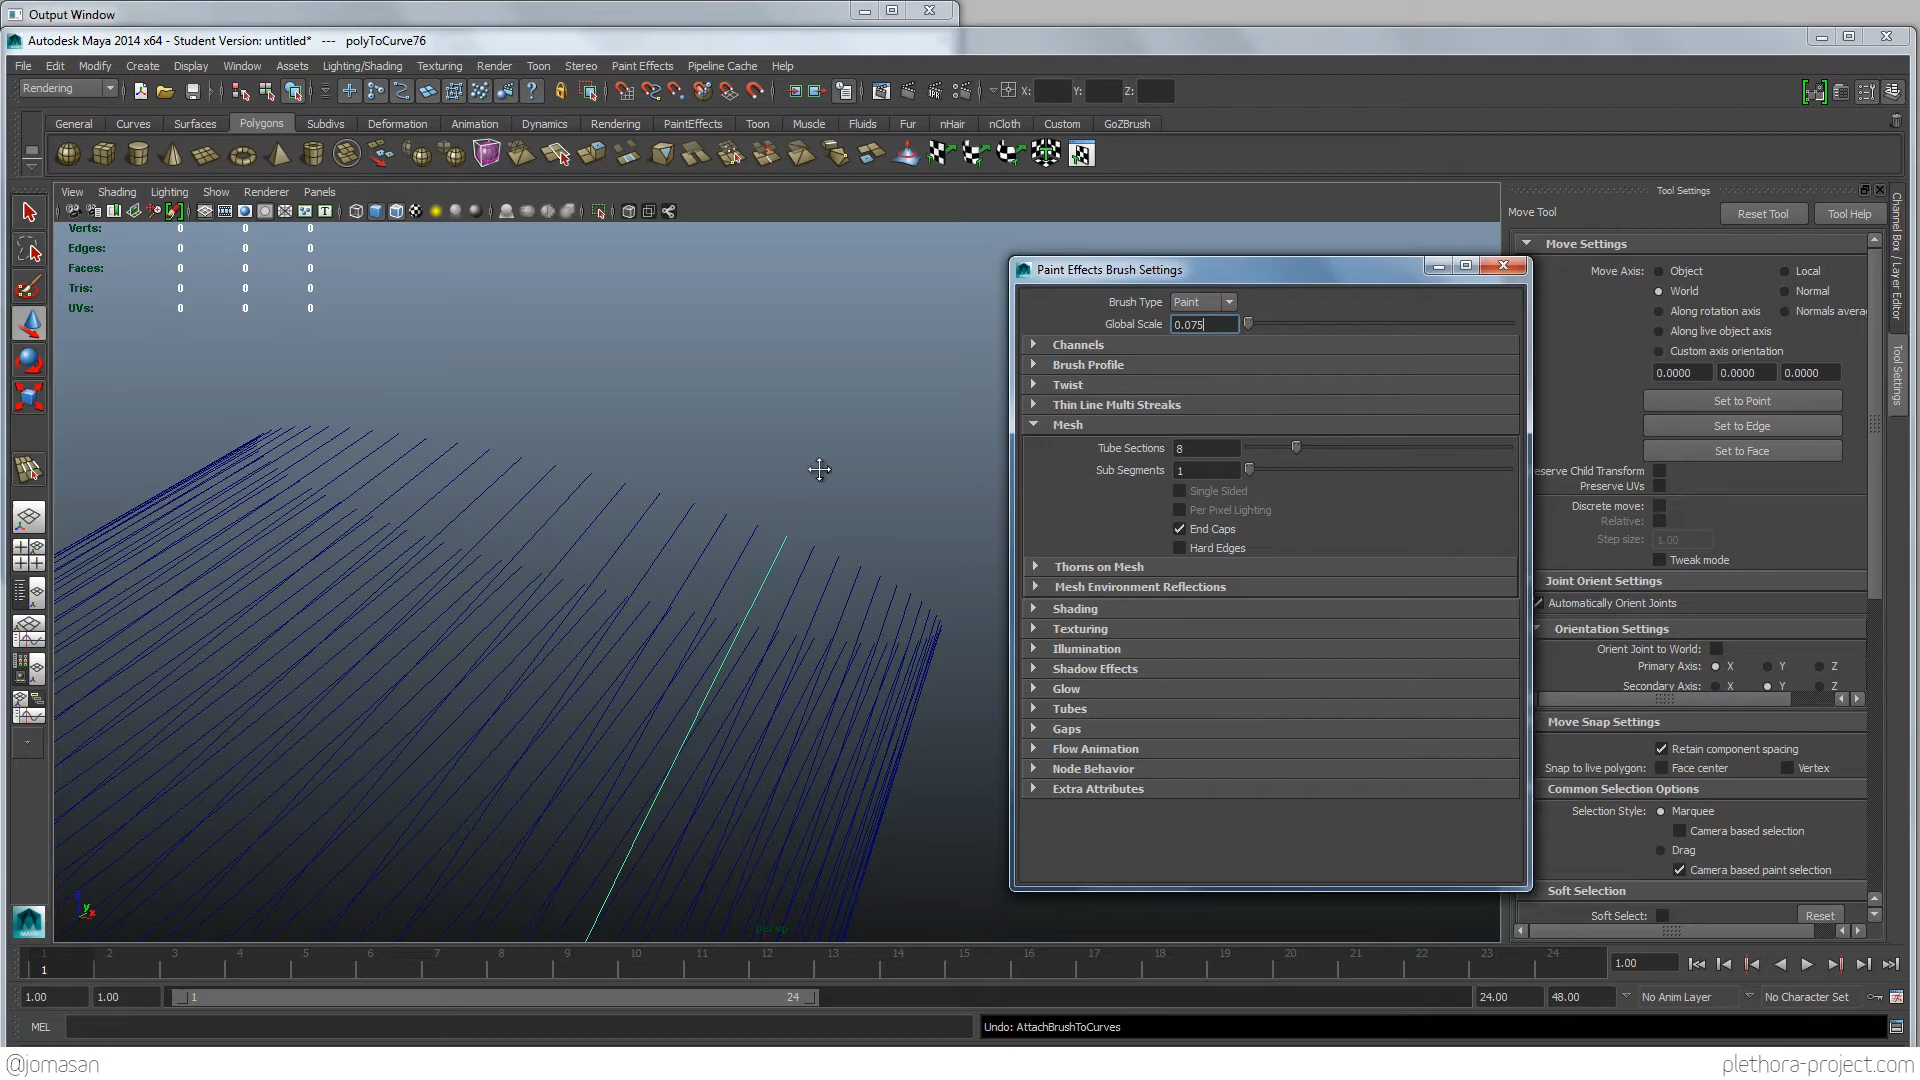 Output Window
Autodesk Maya 2014 x64 - Student Version: untitled* --- polyToCurve76
File Edit Modify Create Display Window Assets Lighting/Shading Texturing Render Toon Stereo Paint Effects Pipeline Cache Help
Rendering X: Y: Z:
General Curves Surfaces Polygons Subdivs Deformation Animation Dynamics Rendering PaintEffects Toon Muscle Fluids Fur nHair nCloth Custom GoZBrush
View Shading Lighting Show Renderer Panels
Verts: 0 0 0
Edges: 0 0 0
Faces: 0 0 0
Tris: 0 0 0
UVs: 0 0 0
persp
Paint Effects Brush Settings
Brush Type Paint
Global Scale 0.075
Channels
Brush Profile
Twist
Thin Line Multi Streaks
Mesh
Tube Sections 8
Sub Segments 1
Single Sided
Per Pixel Lighting
End Caps
Hard Edges
Thorns on Mesh
Mesh Environment Reflections
Shading
Texturing
Illumination
Shadow Effects
Glow
Tubes
Gaps
Flow Animation
Node Behavior
Extra Attributes
Tool Settings
Move Tool Reset Tool Tool Help
Move Settings
Move Axis: Object Local
World Normal
Along rotation axis Normals avera
Along live object axis
Custom axis orientation
0.0000 0.0000 0.0000
Set to Point
Set to Edge
Set to Face
eserve Child Transform
Preserve UVs
Discrete move:
Relative:
Step size: 1.00
Tweak mode
Joint Orient Settings
Automatically Orient Joints
Orientation Settings
Orient Joint to World:
Primary Axis: X Y Z
Secondary Axis: X Y Z
Move Snap Settings
Retain component spacing
Snap to live polygon: Face center Vertex
Common Selection Options
Selection Style: Marquee
Camera based selection
Drag
Camera based paint selection
Soft Selection
Soft Select: Reset
Channel Box / Layer Editor
Tool Settings
1 2 3 4 5 6 7 8 9 10 11 12 13 14 15 16 17 18 19 20 21 22 23 24
1 1.00
1.00 1.00 1 24 24.00 48.00 No Anim Layer No Character Set
MEL Undo: AttachBrushToCurves
@jomasan plethora-project.com